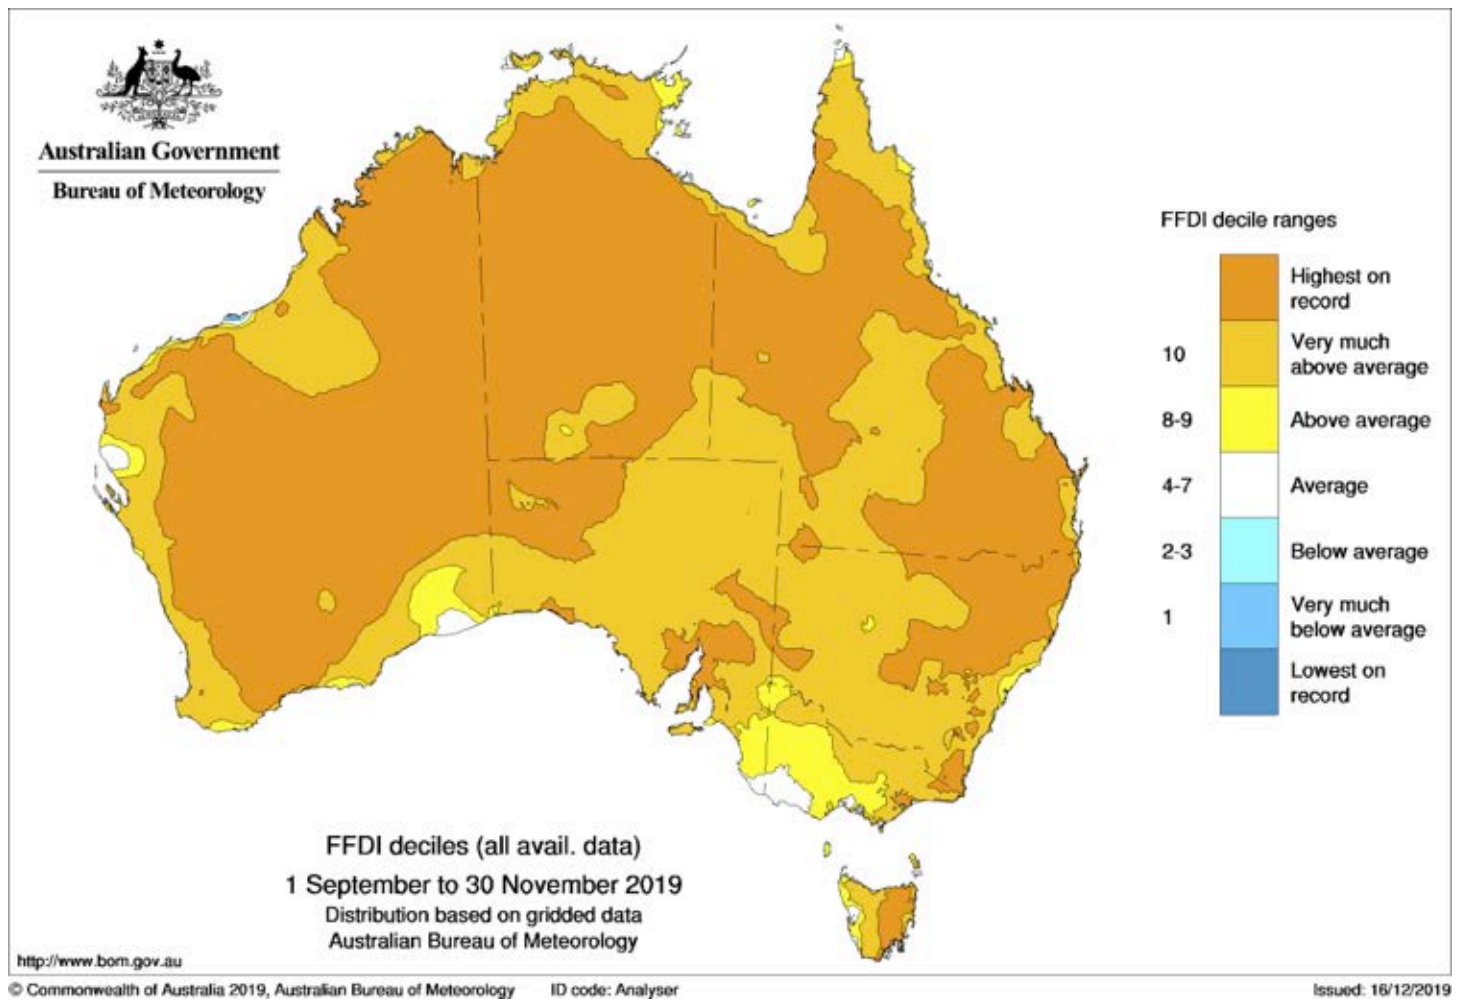 Australian Government
Bureau of Meteorology
FFDI decile ranges
Highest on
record
10
Very much
above average
8-9
Above average
4-7
Average
2-3
Below average
1
Very much
below average
Lowest on
record
FFDI deciles (all avail. data)
1 September to 30 November 2019
Distribution based on gridded data
Australian Bureau of Meteorology
http://www.bom.gov.au
© Commonwealth of Australia 2019, Australian Bureau of Meteorology ID code: Analyser Issued: 16/12/2019